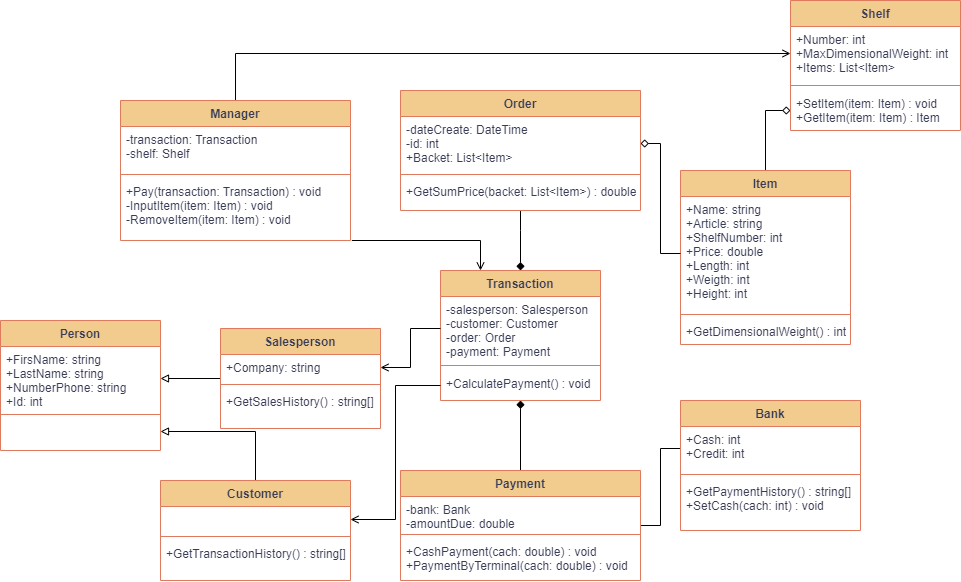 Shelf
+Number: int
+MaxDimensionalWeight: int
+Items: List<Item>
+SetItem(item: Item) : void
+GetItem(item: Item) : Item
Manager
-transaction: Transaction
-shelf: Shelf
+Pay(transaction: Transaction) : void
-InputItem(item: Item) : void
-RemoveItem(item: Item) : void
Order
-dateCreate: DateTime
-id: int
+Backet: List<Item>
+GetSumPrice(backet: List<Item>) : double
Item
+Name: string
+Article: string
+ShelfNumber: int
+Price: double
+Length: int
+Weigth: int
+Height: int
+GetDimensionalWeight() : int
Transaction
-salesperson: Salesperson
-customer: Customer
-order: Order
-payment: Payment
+CalculatePayment() : void
Person
+FirsName: string
+LastName: string
+NumberPhone: string
+Id: int
Salesperson
+Company: string
+GetSalesHistory() : string[]
Bank
+Cash: int
+Credit: int
+GetPaymentHistory() : string[]
+SetCash(cach: int) : void
Customer
+GetTransactionHistory() : string[]
Payment
-bank: Bank
-amountDue: double
+CashPayment(cach: double) : void
+PaymentByTerminal(cach: double) : void